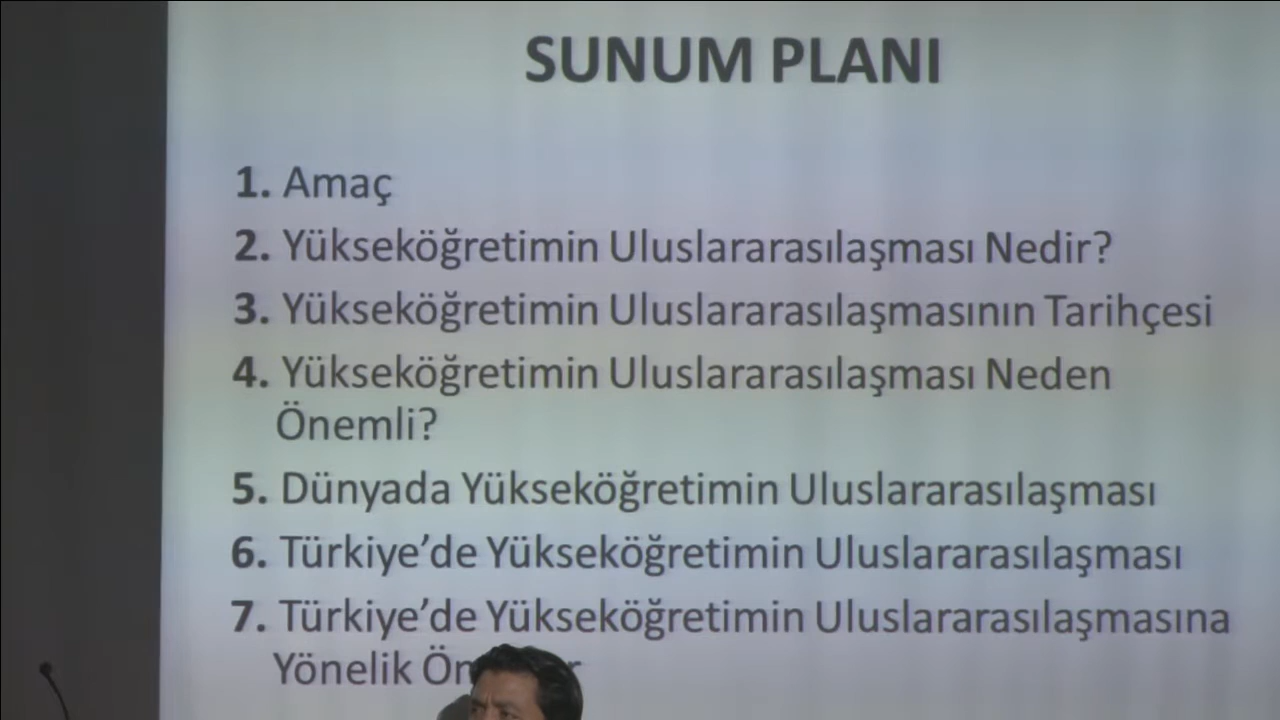 SUNUM PLANI
1. Amaç
2. Yükseköğretimin Uluslararasılaşması Nedir?
3. Yükseköğretimin Uluslararasılaşmasının Tarihçesi
4. Yükseköğretimin Uluslararasılaşması Neden
Önemli?
5. Dünyada Yükseköğretimin Uluslararasılaşması
6. Türkiye’de Yükseköğretimin Uluslararasılaşması
7. Türkiye’de Yükseköğretimin Uluslararasılaşmasına
Yönelik